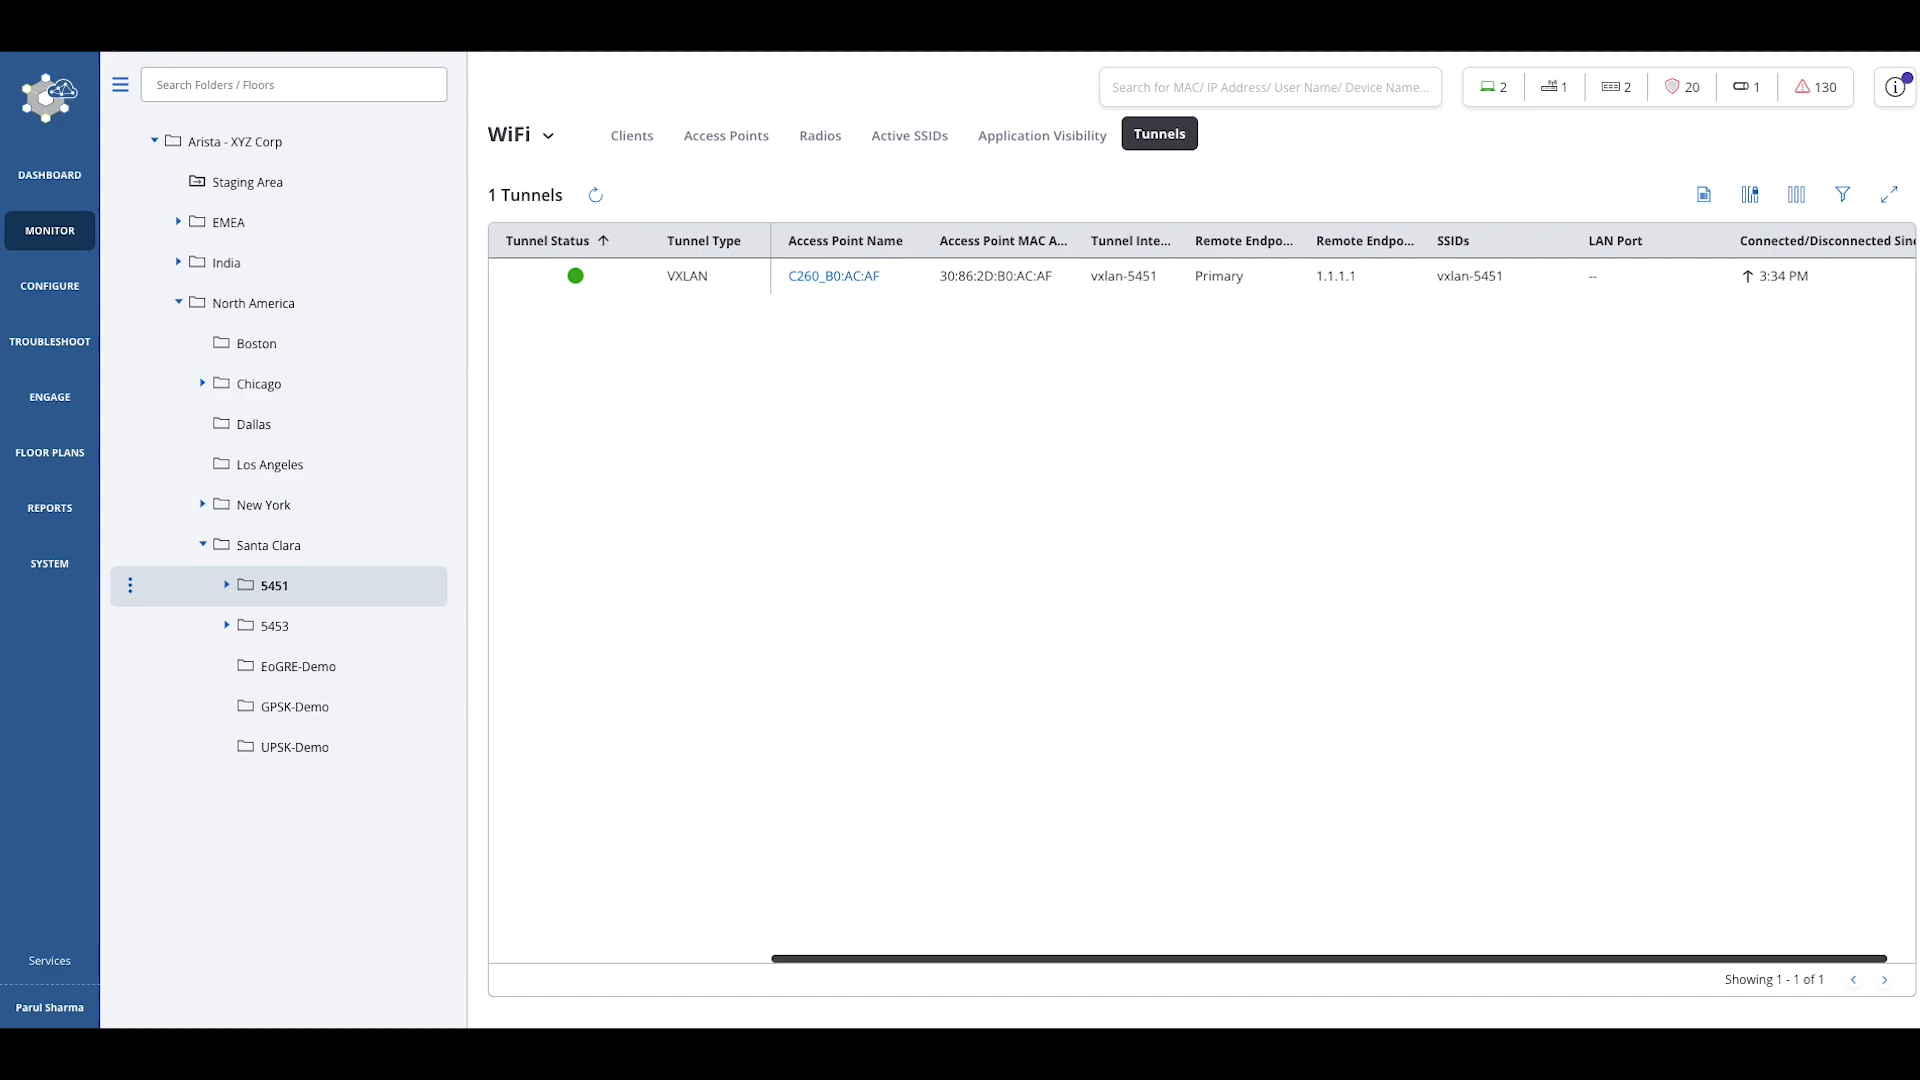 Search Folders / Floors
Search for MAC/ IP Address/ User Name/ Device Name...
2
1
2
20
1
130
DASHBOARD
MONITOR
CONFIGURE
TROUBLESHOOT
ENGAGE
FLOOR PLANS
REPORTS
SYSTEM
Services
Parul Sharma
Arista - XYZ Corp
Staging Area
EMEA
India
North America
Boston
Chicago
Dallas
Los Angeles
New York
Santa Clara
5451
5453
EoGRE-Demo
GPSK-Demo
UPSK-Demo
WiFi
Clients
Access Points
Radios
Active SSIDs
Application Visibility
Tunnels
1 Tunnels
Tunnel Status Tunnel Type Access Point Name Access Point MAC A... Tunnel Inte... Remote Endpo... Remote Endpo... SSIDs LAN Port Connected/Disconnected Sinc
VXLAN C260_B0:AC:AF 30:86:2D:B0:AC:AF vxlan-5451 Primary 1.1.1.1 vxlan-5451 -- 3:34 PM
Showing 1 - 1 of 1